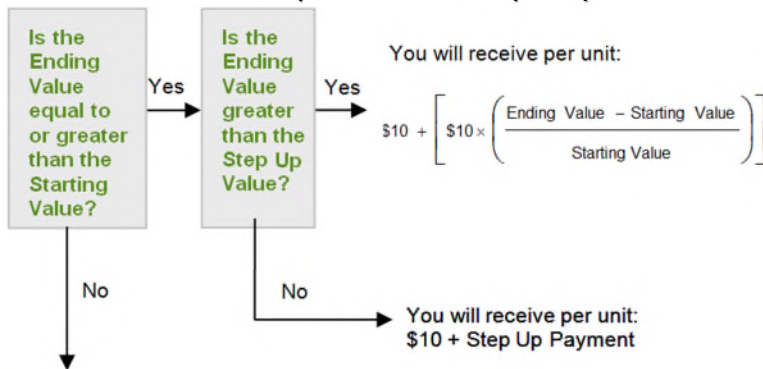 Is the
Ending
Value
equal to
or greater
than the
Starting
Value?
Yes
Is the
Ending
Value
greater
than the
Step Up
Value?
Yes
You will receive per unit:
$10 + [ $10 × ( Ending Value – Starting Value
Starting Value ) ]
No
No
You will receive per unit:
$10 + Step Up Payment